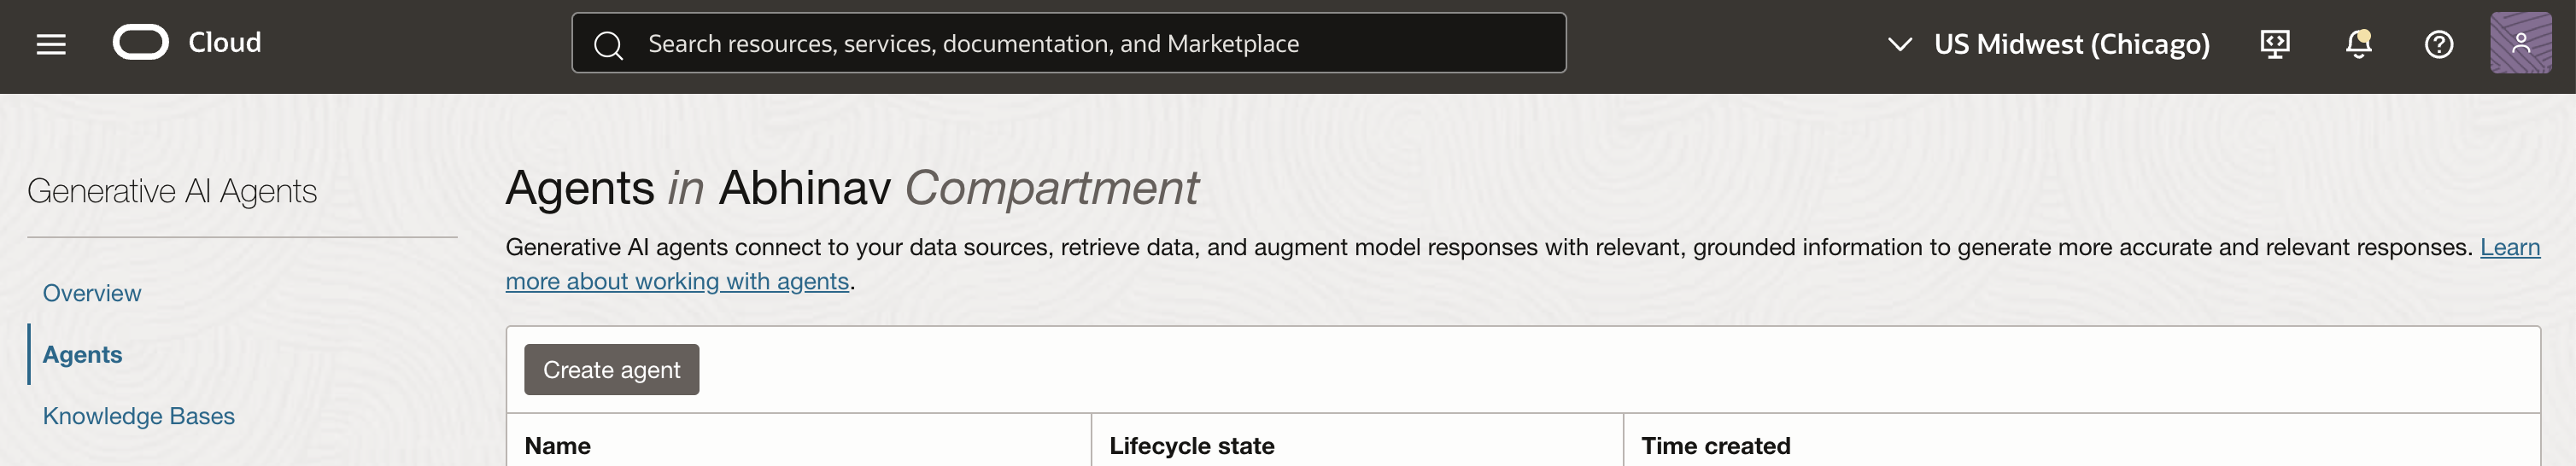 Cloud
Search resources, services, documentation, and Marketplace
US Midwest (Chicago)
Generative AI Agents
Overview
Agents
Knowledge Bases
Agents in Abhinav Compartment
Generative AI agents connect to your data sources, retrieve data, and augment model responses with relevant, grounded information to generate more accurate and relevant responses. Learn
more about working with agents.
Create agent
Name
Lifecycle state
Time created